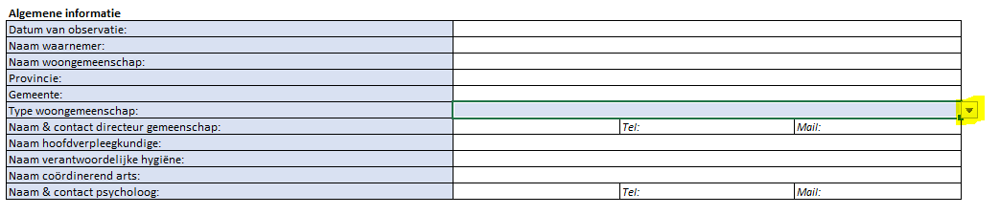 Algemene informatie
Datum van observatie:
Naam waarnemer:
Naam woongemeenschap:
Provincie:
Gemeente:
Type woongemeenschap:
Naam & contact directeur gemeenschap: Tel: Mail:
Naam hoofdverpleegkundige:
Naam verantwoordelijke hygiëne:
Naam coördinerend arts:
Naam & contact psycholoog: Tel: Mail: